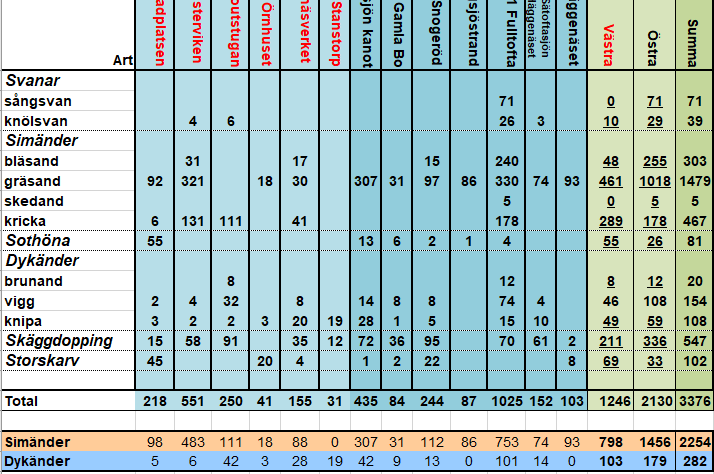 Art adplatsen sterviken outstugan Örnhuset näsverket Stanstorp sjön kanot Gamla Bo Snogeröd lsjöstrand 1 Fulltofta Sätoftasjön läggenäset iggenäset Västra Östra Summa
Svanar
sångsvan 71 0 71 71
knölsvan 4 6 26 3 10 29 39
Simänder
bläsand 31 17 15 240 48 255 303
gräsand 92 321 18 30 307 31 97 86 330 74 93 461 1018 1479
skedand 5 0 5 5
kricka 6 131 111 41 178 289 178 467
Sothöna 55 13 6 2 1 4 55 26 81
Dykänder
brunand 8 12 8 12 20
vigg 2 4 32 8 14 8 8 74 4 46 108 154
knipa 3 2 2 3 20 19 28 1 5 15 10 49 59 108
Skäggdopping 15 58 91 35 12 72 36 95 70 61 2 211 336 547
Storskarv 45 20 4 1 2 22 8 69 33 102
Total 218 551 250 41 155 31 435 84 244 87 1025 152 103 1246 2130 3376
Simänder 98 483 111 18 88 0 307 31 112 86 753 74 93 798 1456 2254
Dykänder 5 6 42 3 28 19 42 9 13 0 101 14 0 103 179 282